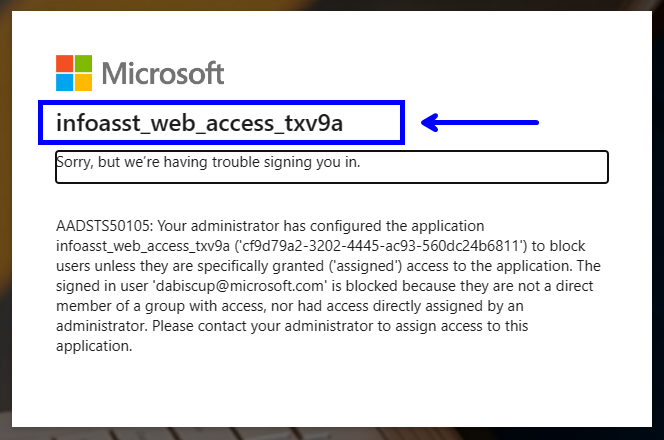 Microsoft
infoasst_web_access_txv9a
Sorry, but we're having trouble signing you in.
AADSTS50105: Your administrator has configured the application
infoasst_web_access_txv9a ('cf9d79a2-3202-4445-ac93-560dc24b6811') to block
users unless they are specifically granted ('assigned') access to the application. The
signed in user 'dabiscup@microsoft.com' is blocked because they are not a direct
member of a group with access, nor had access directly assigned by an
administrator. Please contact your administrator to assign access to this
application.